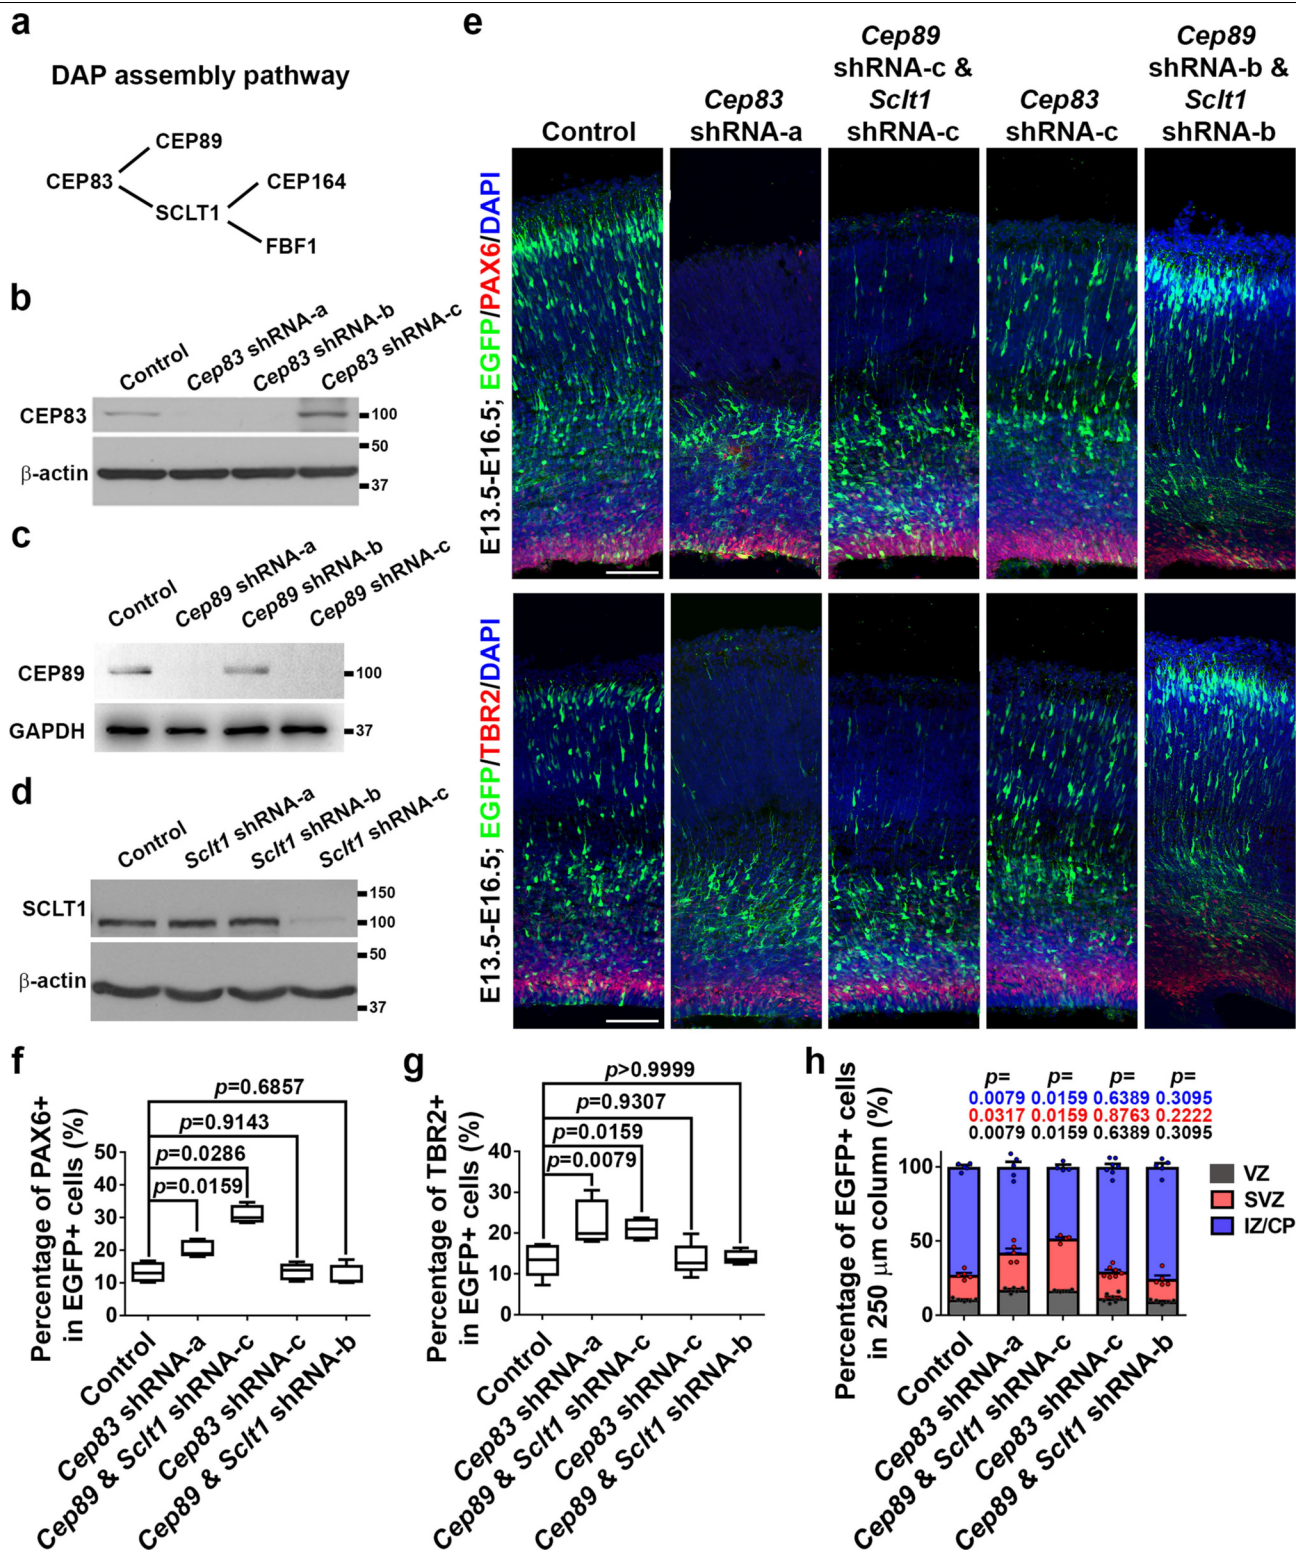 a
DAP assembly pathway
CEP89
CEP83
CEP164
SCLT1
FBF1
b
Control
Cep83 shRNA-a
Cep83 shRNA-b
Cep83 shRNA-c
CEP83
100
50
β-actin
37
c
Control
Cep89 shRNA-a
Cep89 shRNA-b
Cep89 shRNA-c
CEP89
100
GAPDH
37
d
Control
Sclt1 shRNA-a
Sclt1 shRNA-b
Sclt1 shRNA-c
150
SCLT1
100
50
β-actin
37
e
Control
Cep83
shRNA-a
Cep89
shRNA-c &
Sclt1
shRNA-c
Cep83
shRNA-c
Cep89
shRNA-b &
Sclt1
shRNA-b
E13.5-E16.5; EGFP/PAX6/DAPI
E13.5-E16.5; EGFP/TBR2/DAPI
f
Percentage of PAX6+
in EGFP+ cells (%)
p=0.6857
p=0.9143
p=0.0286
p=0.0159
50
40
30
20
10
0
Control
Cep83 shRNA-a
Cep89 & Sclt1 shRNA-c
Cep83 shRNA-c
Cep89 & Sclt1 shRNA-b
g
Percentage of TBR2+
in EGFP+ cells (%)
p>0.9999
p=0.9307
p=0.0159
p=0.0079
40
30
20
10
0
Control
Cep83 shRNA-a
Cep89 & Sclt1 shRNA-c
Cep83 shRNA-c
Cep89 & Sclt1 shRNA-b
h
Percentage of EGFP+ cells
in 250 μm column (%)
p= p= p= p=
0.0079 0.0159 0.6389 0.3095
0.0317 0.0159 0.8763 0.2222
0.0079 0.0159 0.6389 0.3095
100
50
0
VZ
SVZ
IZ/CP
Control
Cep83 shRNA-a
Cep89 & Sclt1 shRNA-c
Cep83 shRNA-c
Cep89 & Sclt1 shRNA-b